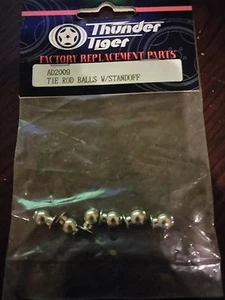 Thunder
Tiger
FACTORY REPLACEMENT PARTS
AD2009
TIE ROD BALLS W/STANDOFF